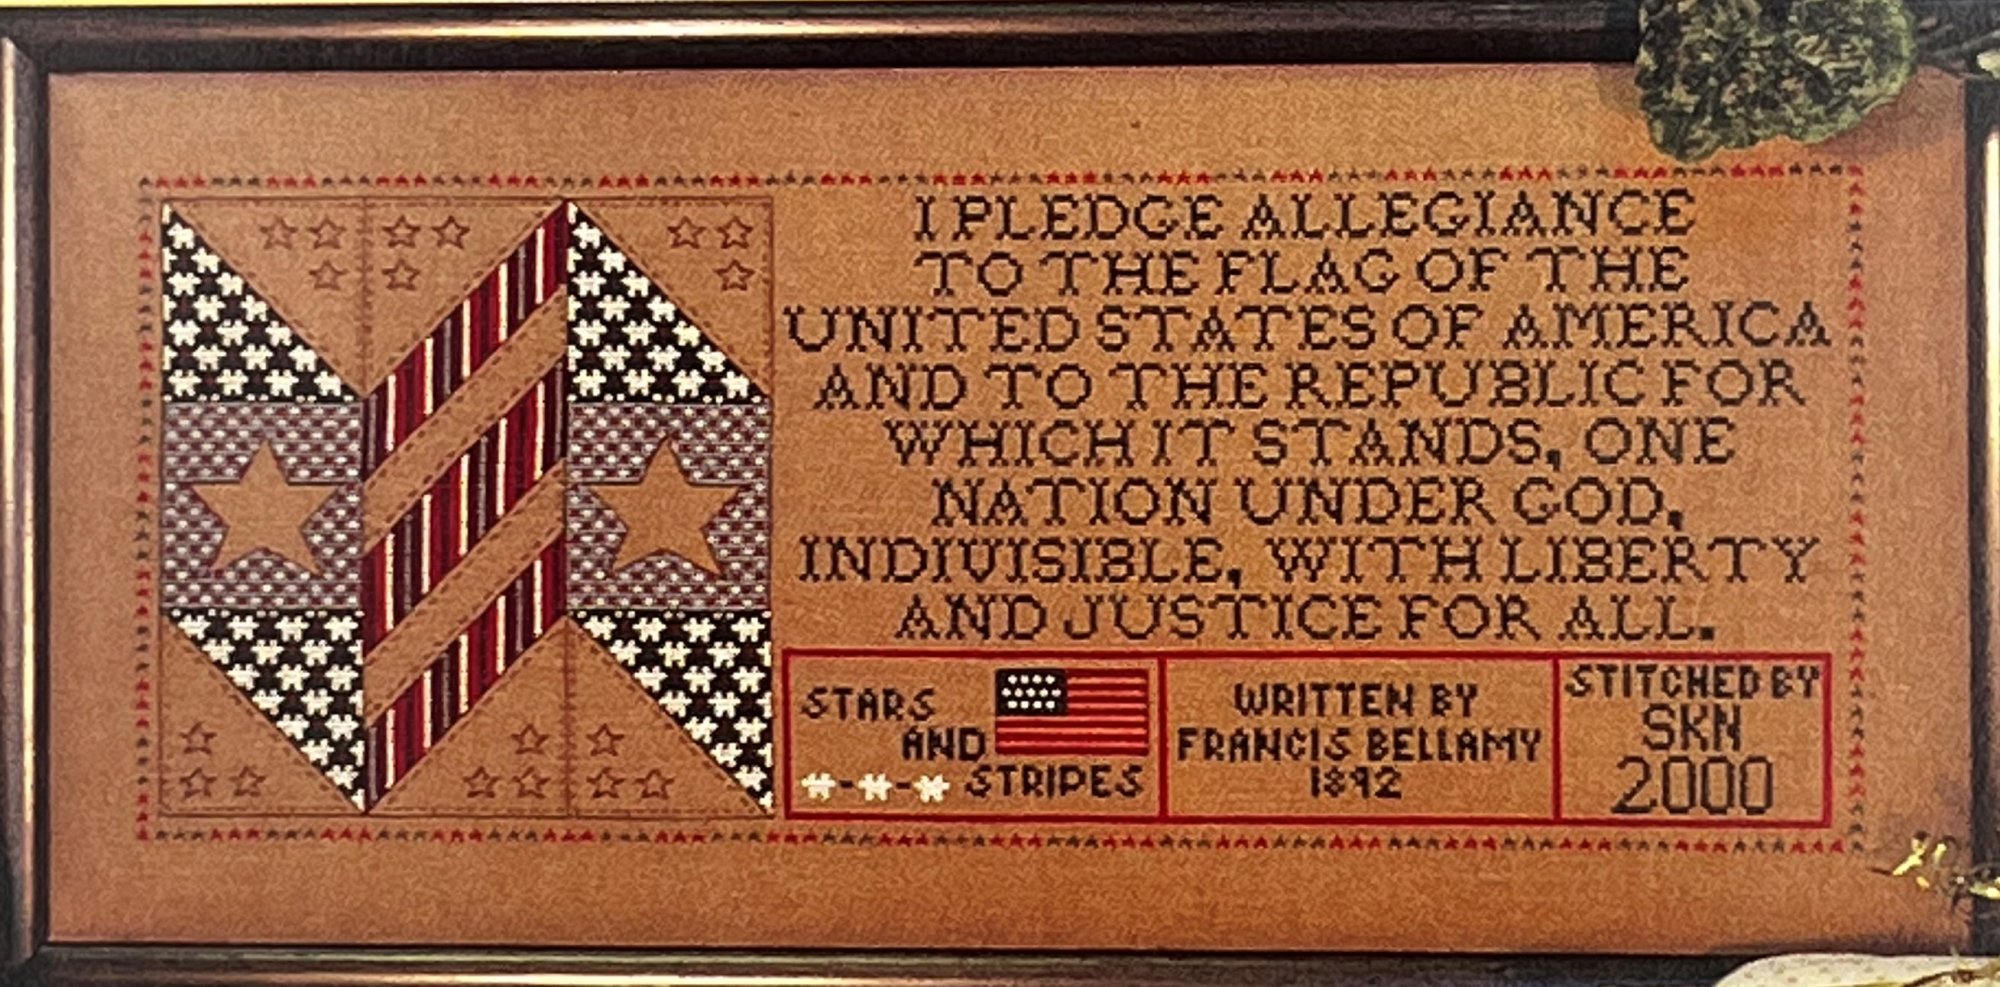 I PLEDGE ALLEGIANCE
TO THE FLAG OF THE
UNITED STATES OF AMERICA
AND TO THE REPUBLIC FOR
WHICH IT STANDS, ONE
NATION UNDER GOD,
INDIVISIBLE, WITH LIBERTY
AND JUSTICE FOR ALL.
STARS
AND
STRIPES
WRITTEN BY
FRANCIS BELLAMY
1892
STITCHED BY
SKN
2000